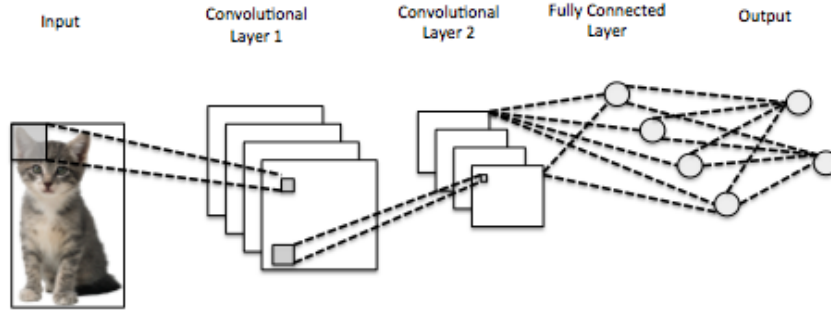 Input
Convolutional
Layer 1
Convolutional
Layer 2
Fully Connected
Layer
Output